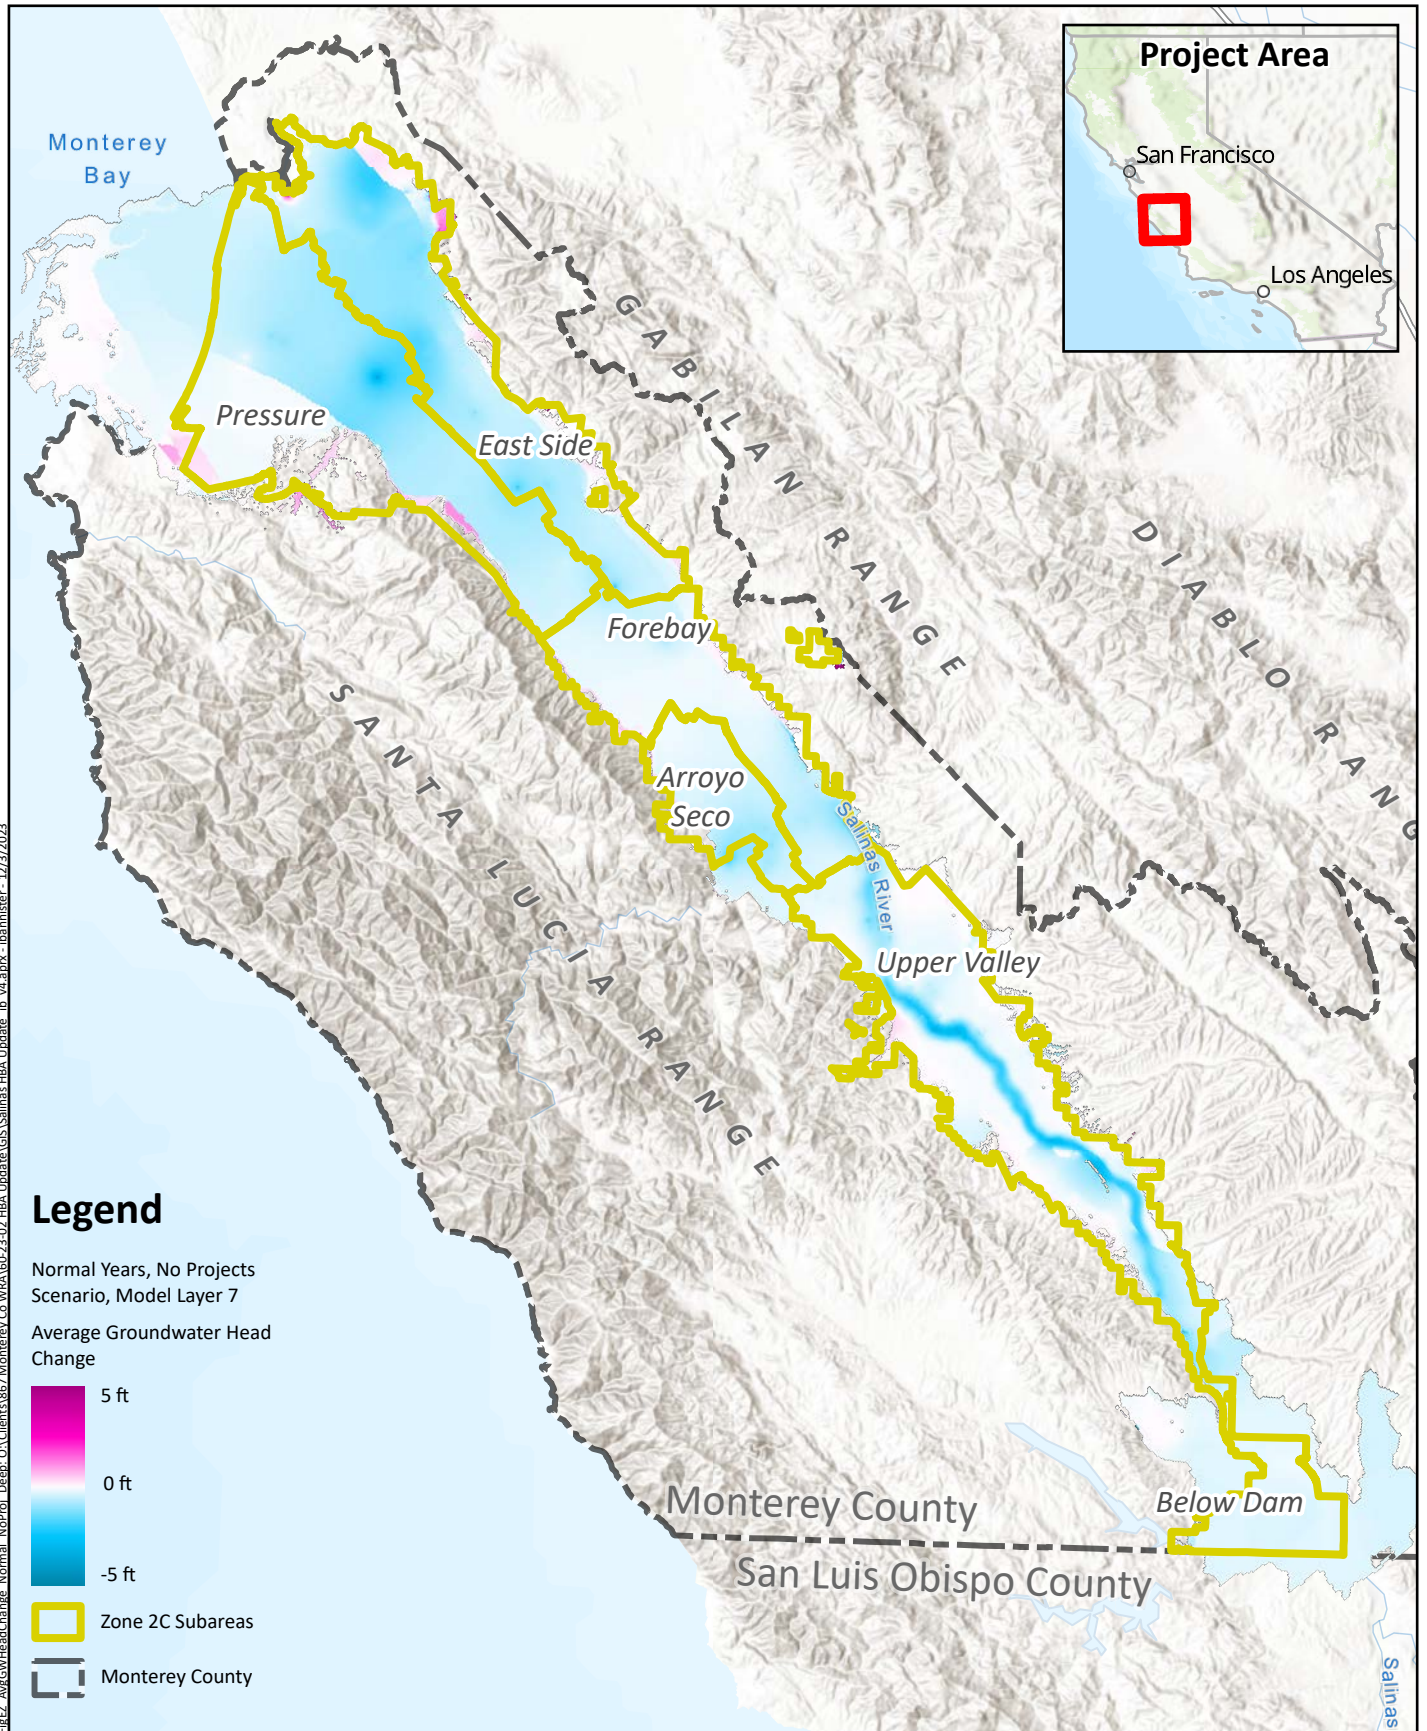 Project Area
San Francisco
Los Angeles
Monterey
Bay
GABILAN RANGE
DIABLO RANG
Pressure
East Side
Forebay
Arroyo
Seco
Salinas River
Upper Valley
SANTA LUCIA RANGE
Below Dam
Monterey County
San Luis Obispo County
Salinas
Legend
Normal Years, No Projects
Scenario, Model Layer 7
Average Groundwater Head
Change
5 ft
0 ft
-5 ft
Zone 2C Subareas
Monterey County